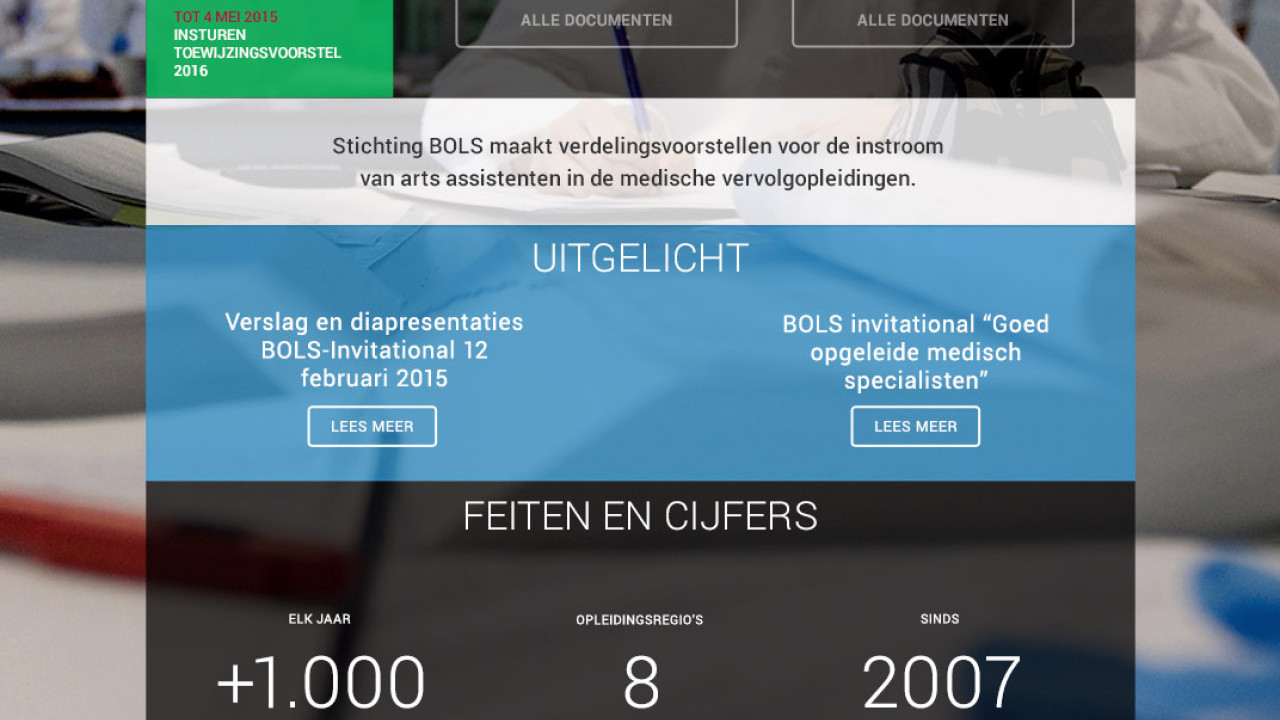 TOT 4 MEI 2015
INSTUREN
TOEWIJZINGSVOORSTEL
2016
ALLE DOCUMENTEN
ALLE DOCUMENTEN
Stichting BOLS maakt verdelingsvoorstellen voor de instroom
van arts assistenten in de medische vervolgopleidingen.
UITGELICHT
Verslag en diapresentaties
BOLS-Invitational 12
februari 2015
LEES MEER
BOLS invitational “Goed
opgeleide medisch
specialisten”
LEES MEER
FEITEN EN CIJFERS
ELK JAAR
+1.000
OPLEIDINGSREGIO'S
8
SINDS
2007